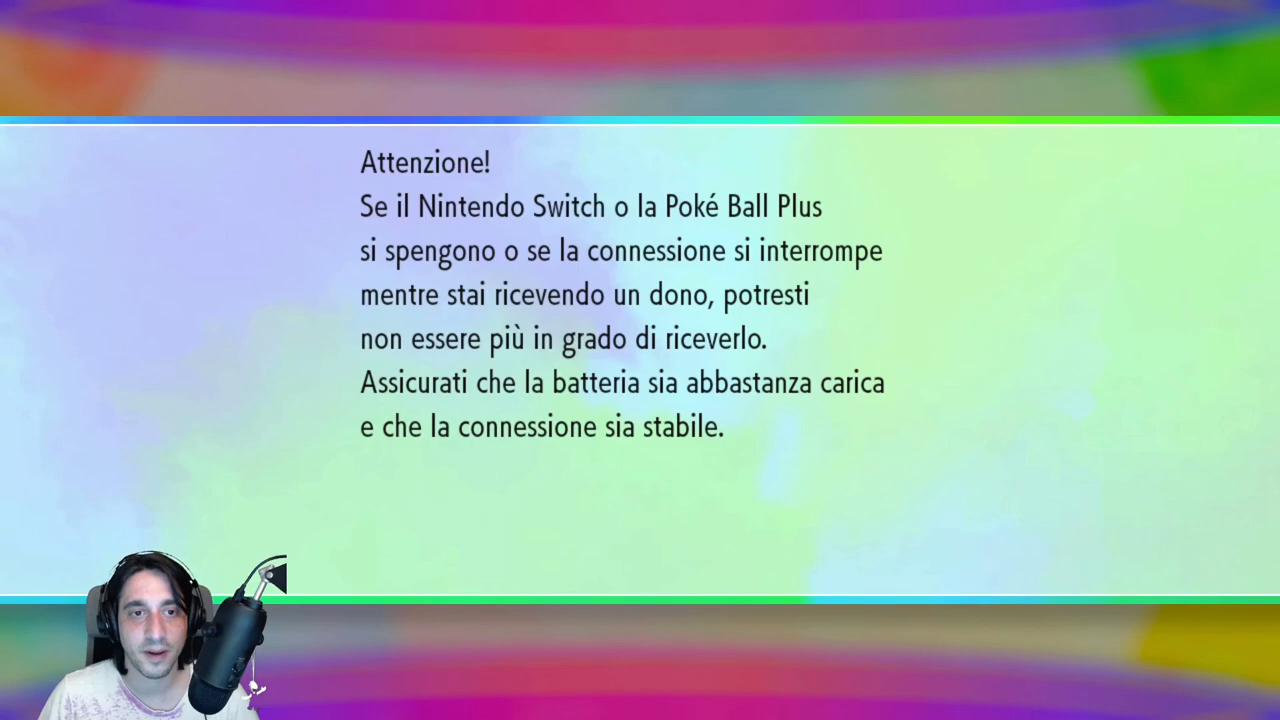 Attenzione!
Se il Nintendo Switch o la Poké Ball Plus
si spengono o se la connessione si interrompe
mentre stai ricevendo un dono, potresti
non essere più in grado di riceverlo.
Assicurati che la batteria sia abbastanza carica
e che la connessione sia stabile.